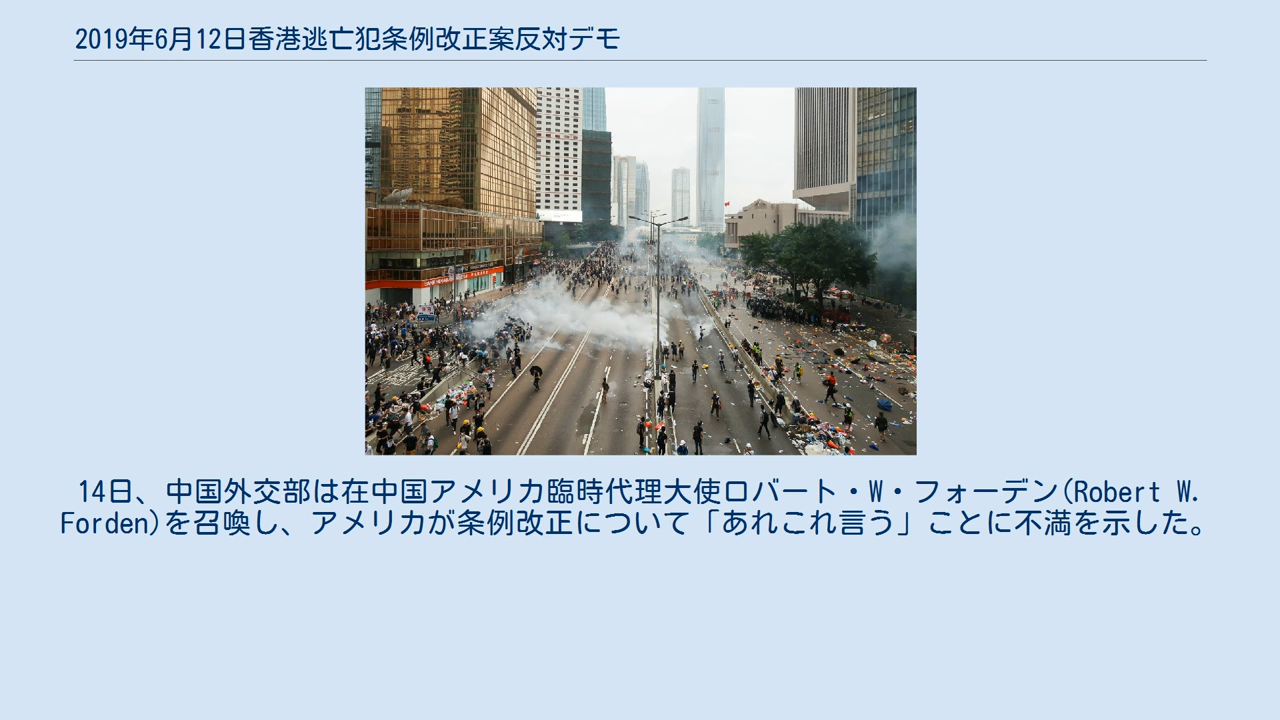 2019年6月12日香港逃亡犯条例改正案反対デモ
14日、中国外交部は在中国アメリカ臨時代理大使ロバート・W・フォーデン(Robert W.
Forden)を召喚し、アメリカが条例改正について「あれこれ言う」ことに不満を示した。